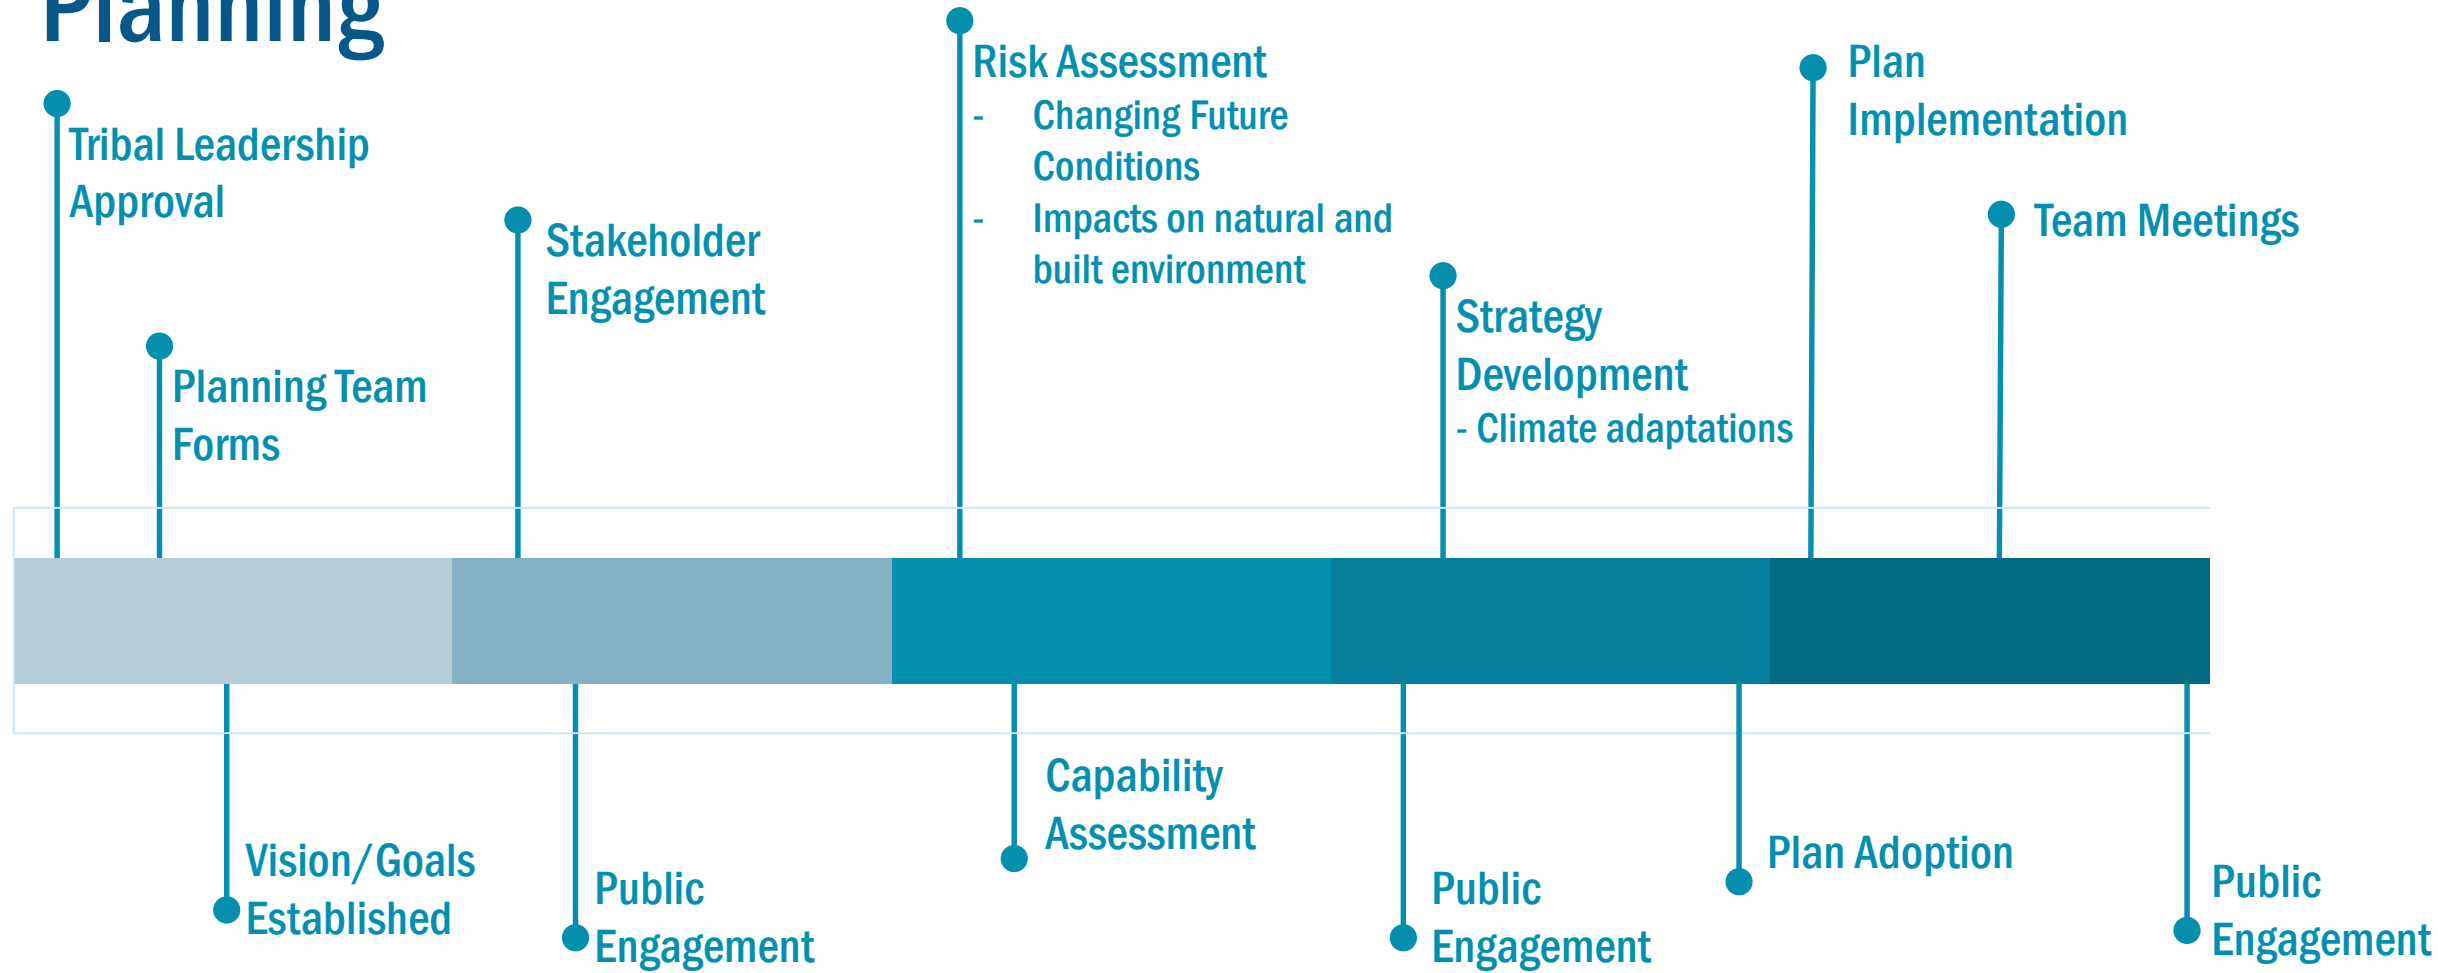 Planning
Tribal Leadership
Approval
Planning Team
Forms
Stakeholder
Engagement
Risk Assessment
- Changing Future
Conditions
- Impacts on natural and
built environment
Strategy
Development
- Climate adaptations
Plan
Implementation
Team Meetings
Vision/Goals
Established
Public
Engagement
Capability
Assessment
Public
Engagement
Plan Adoption
Public
Engagement